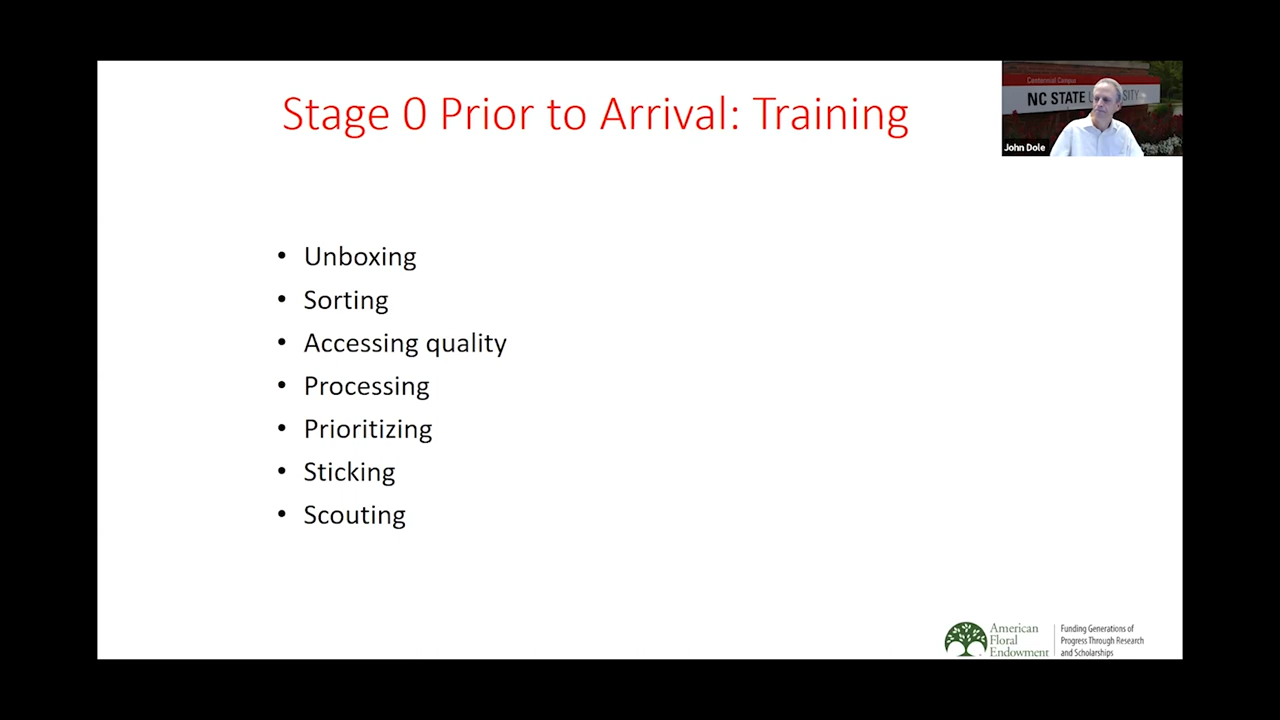 Stage 0 Prior to Arrival: Training
Centennial Campus
NC STATE UNIVERSITY
John Dole
• Unboxing
• Sorting
• Accessing quality
• Processing
• Prioritizing
• Sticking
• Scouting
American
Floral
Endowment
Funding Generations of
Progress Through Research
and Scholarships